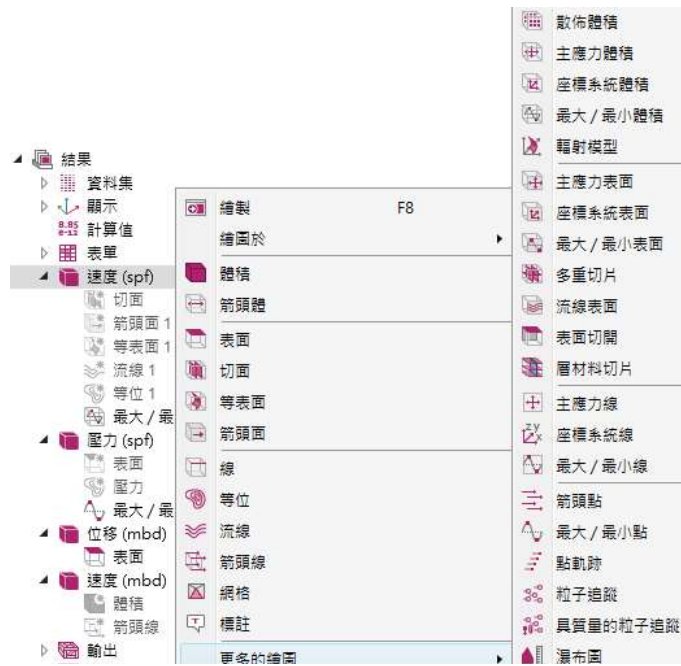 結果
資料集
顯示
8.85
e-12
計算值
表單
速度 (spf)
切面
箭頭面 1
等表面 1
流線 1
等位 1
最大 / 最
壓力 (spf)
表面
壓力
最大 / 最
位移 (mbd)
表面
速度 (mbd)
體積
箭頭線
輸出
繪製 F8
繪圖於
體積
箭頭體
表面
切面
等表面
箭頭面
線
等位
流線
箭頭線
網格
標註
更多的繪圖
散佈體積
主應力體積
座標系統體積
最大 / 最小體積
輻射模型
主應力表面
座標系統表面
最大 / 最小表面
多重切片
流線表面
表面切開
層材料切片
主應力線
座標系統線
最大 / 最小線
箭頭點
最大 / 最小點
點軌跡
粒子追蹤
具質量的粒子追蹤
瀑布圖